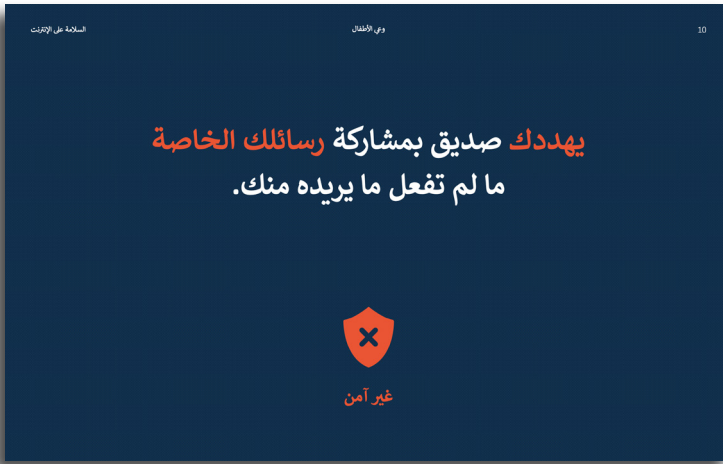 10
وعي الأطفال
السلامة على الإنترنت
يهددك صديق بمشاركة رسائلك الخاصة
ما لم تفعل ما يريده منك.
غير آمن